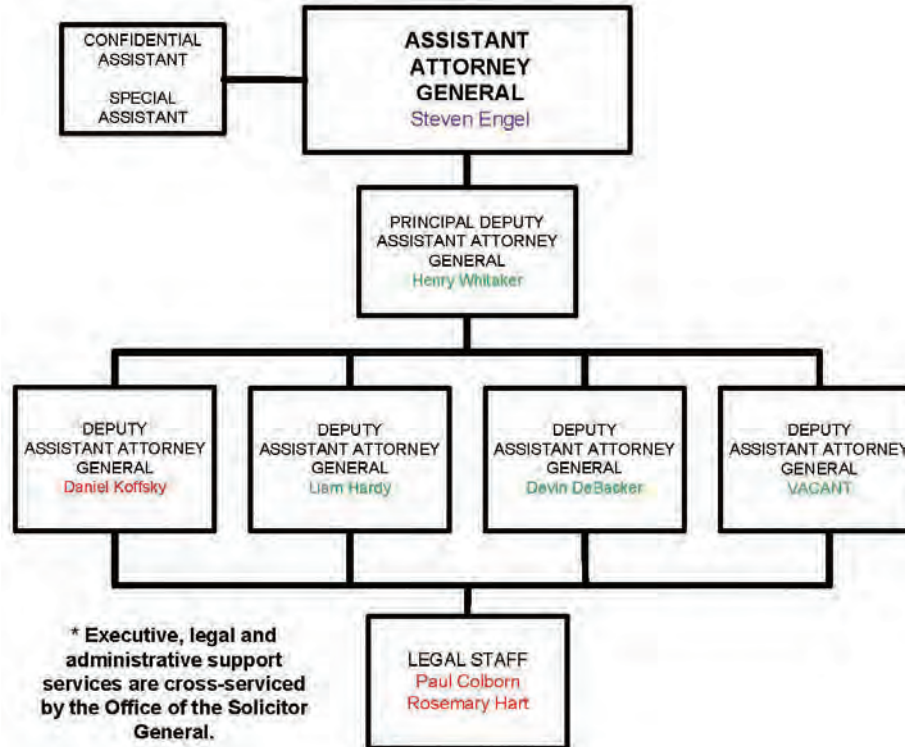 CONFIDENTIAL
ASSISTANT
SPECIAL
ASSISTANT
ASSISTANT
ATTORNEY
GENERAL
Steven Engel
PRINCIPAL DEPUTY
ASSISTANT ATTORNEY
GENERAL
Henry Whitaker
DEPUTY
ASSISTANT ATTORNEY
GENERAL
Daniel Koffsky
DEPUTY
ASSISTANT ATTORNEY
GENERAL
Liam Hardy
DEPUTY
ASSISTANT ATTORNEY
GENERAL
Devin DeBacker
DEPUTY
ASSISTANT ATTORNEY
GENERAL
VACANT
* Executive, legal and
administrative support
services are cross-serviced
by the Office of the Solicitor
General.
LEGAL STAFF
Paul Colborn
Rosemary Hart